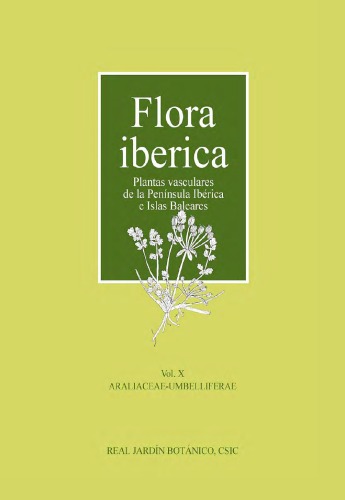 Flora
iberica
Plantas vasculares
de la Península Ibérica
e Islas Baleares
Vol. X
ARALIACEAE-UMBELLIFERAE
REAL JARDÍN BOTÁNICO, CSIC